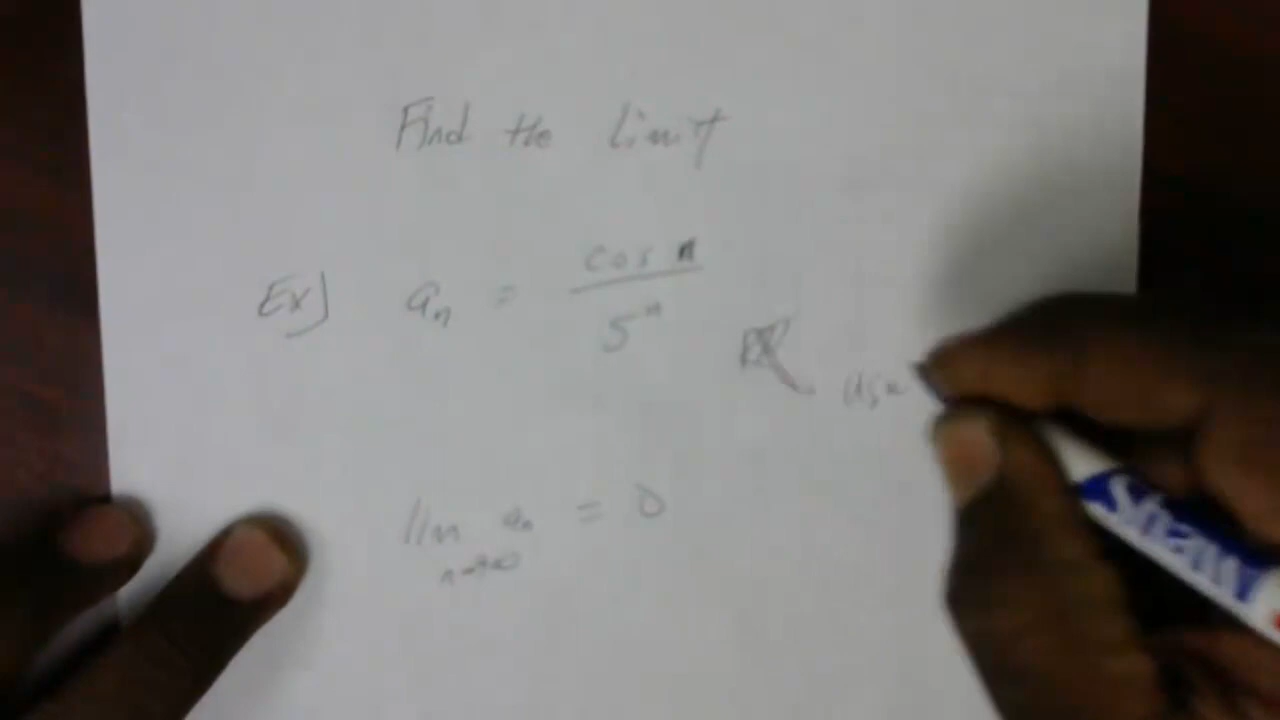 Find the Limit
Ex) aₙ = cos n / 5ⁿ
lim aₙ = 0
n→∞